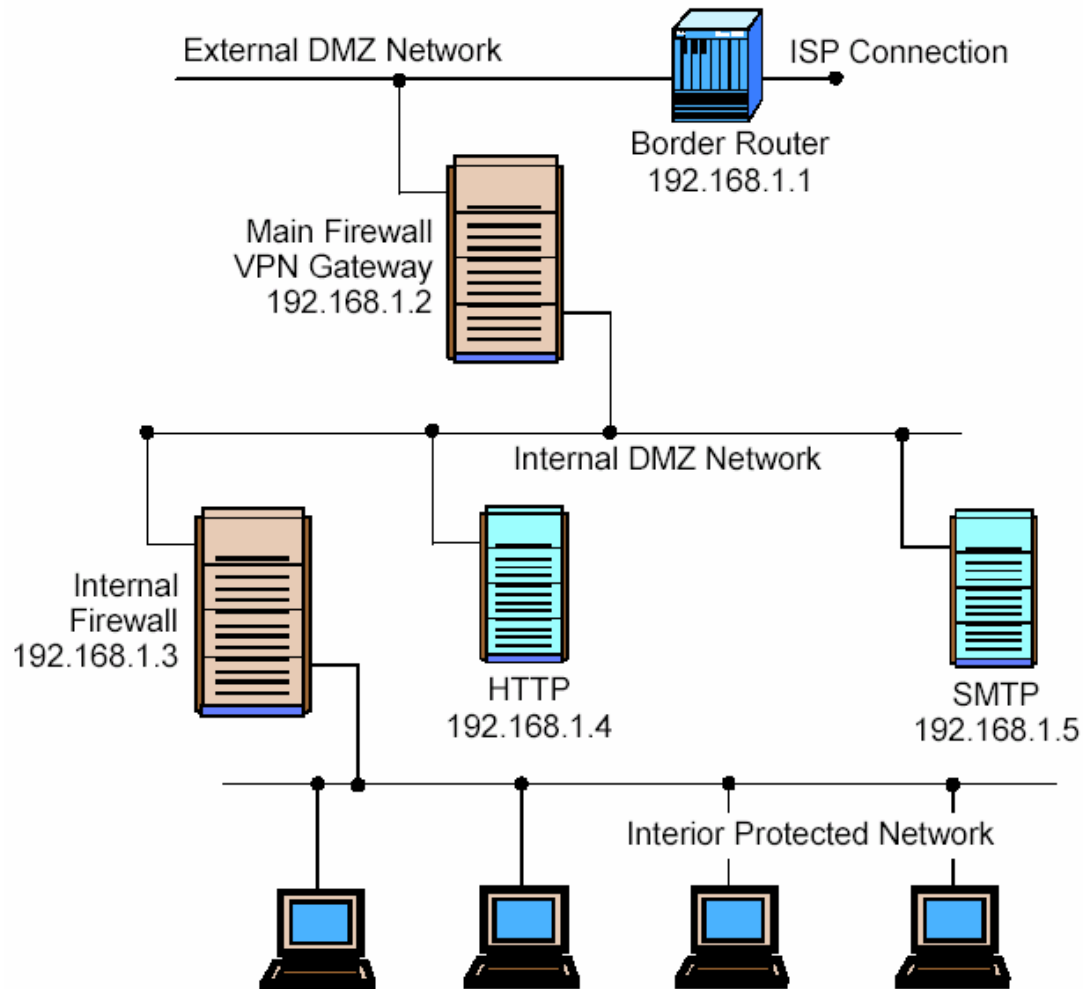 External DMZ Network
ISP Connection
Border Router
192.168.1.1
Main Firewall
VPN Gateway
192.168.1.2
Internal DMZ Network
Internal
Firewall
192.168.1.3
HTTP
192.168.1.4
SMTP
192.168.1.5
Interior Protected Network